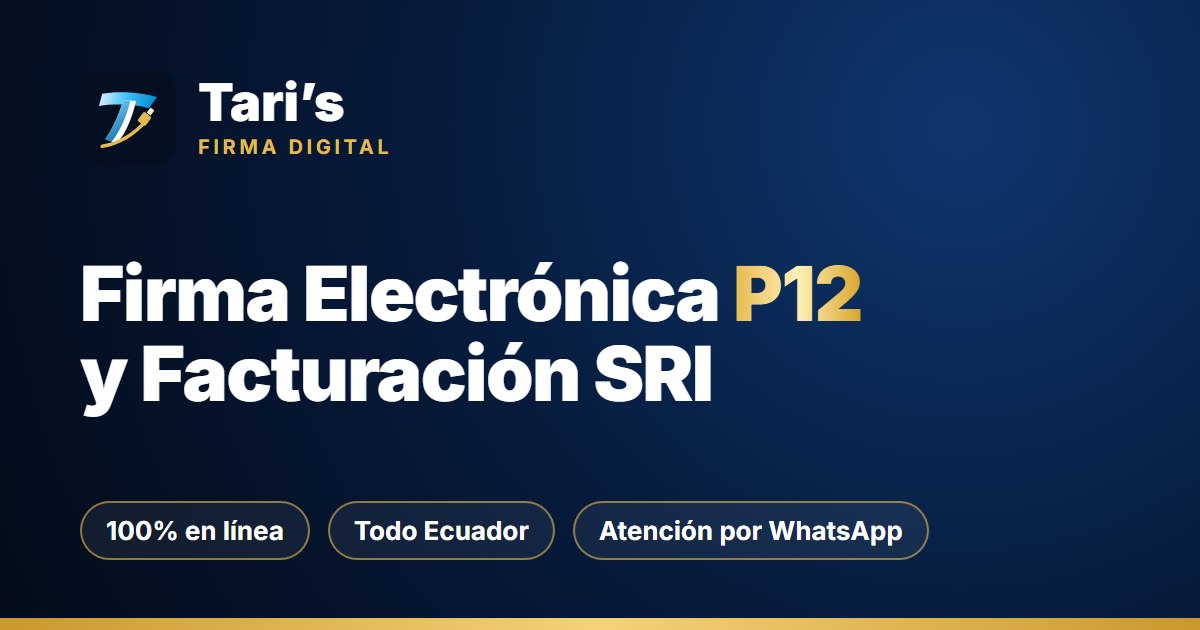 Tari’s
FIRMA DIGITAL
Firma Electrónica P12
y Facturación SRI
100% en línea
Todo Ecuador
Atención por WhatsApp